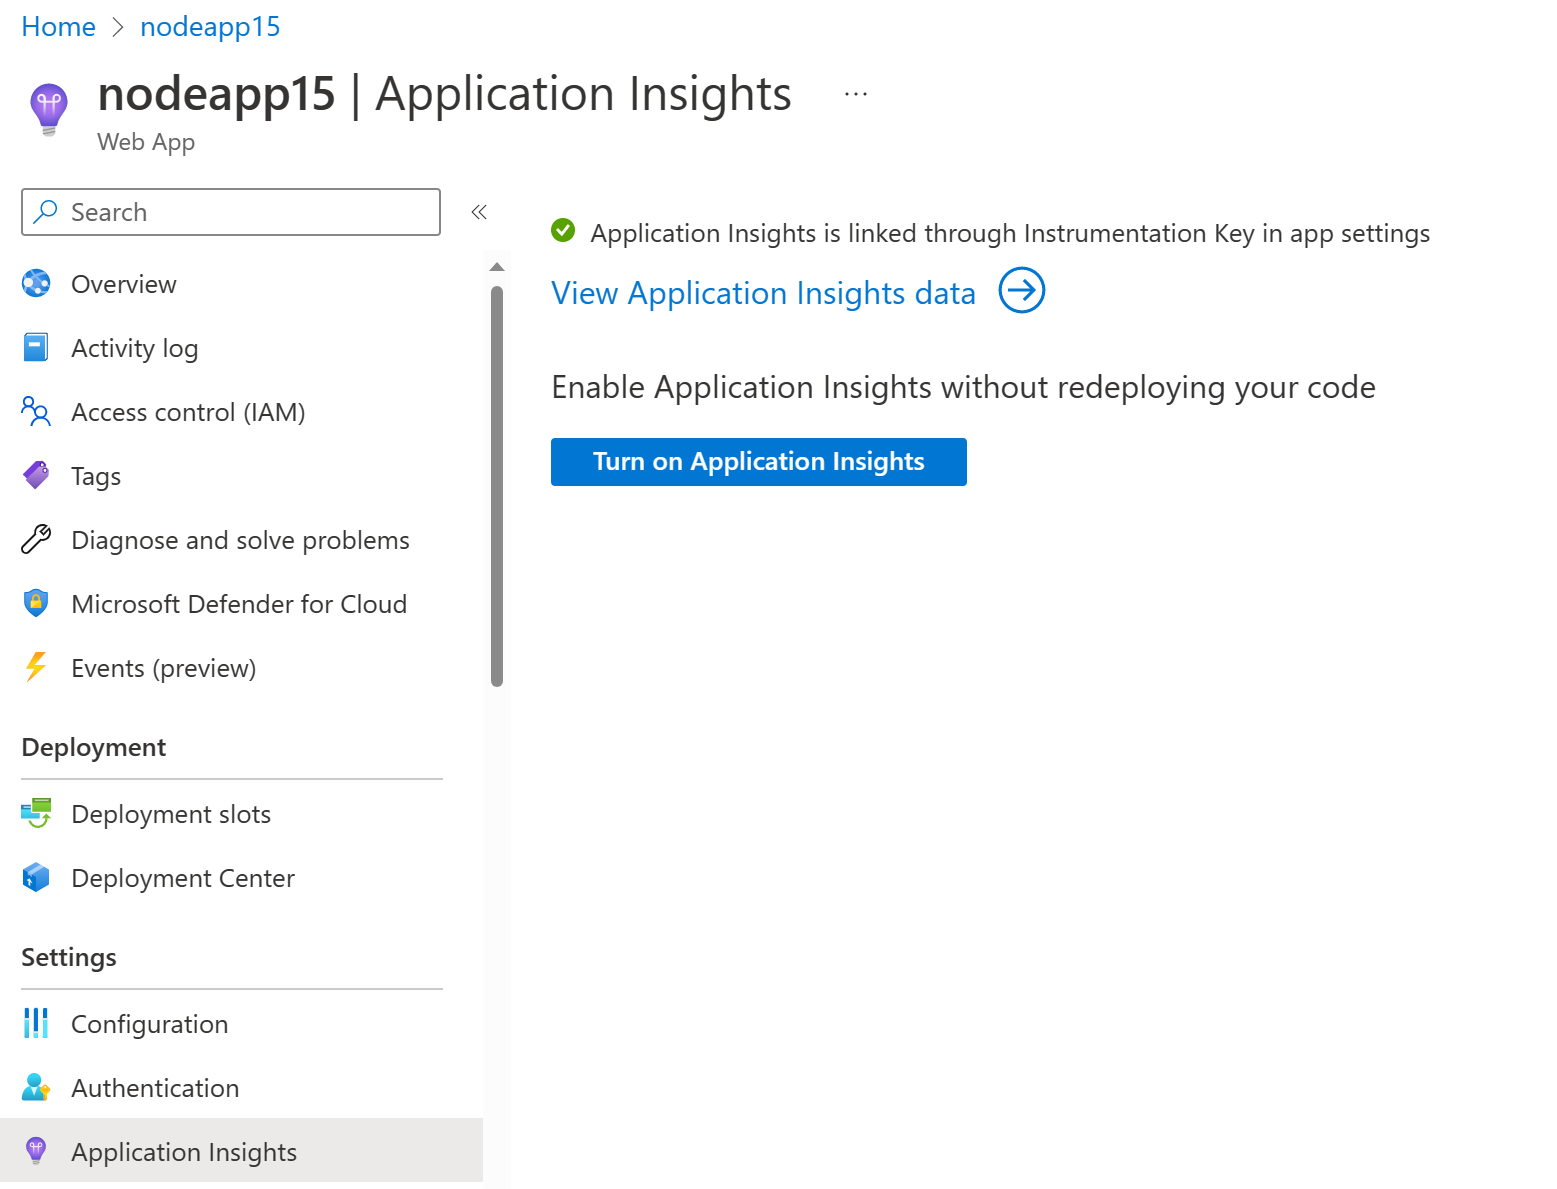 Home > nodeapp15
nodeapp15 | Application Insights ...
Web App
Search «
Application Insights is linked through Instrumentation Key in app settings
View Application Insights data
Enable Application Insights without redeploying your code
Turn on Application Insights
Overview
Activity log
Access control (IAM)
Tags
Diagnose and solve problems
Microsoft Defender for Cloud
Events (preview)
Deployment
Deployment slots
Deployment Center
Settings
Configuration
Authentication
Application Insights